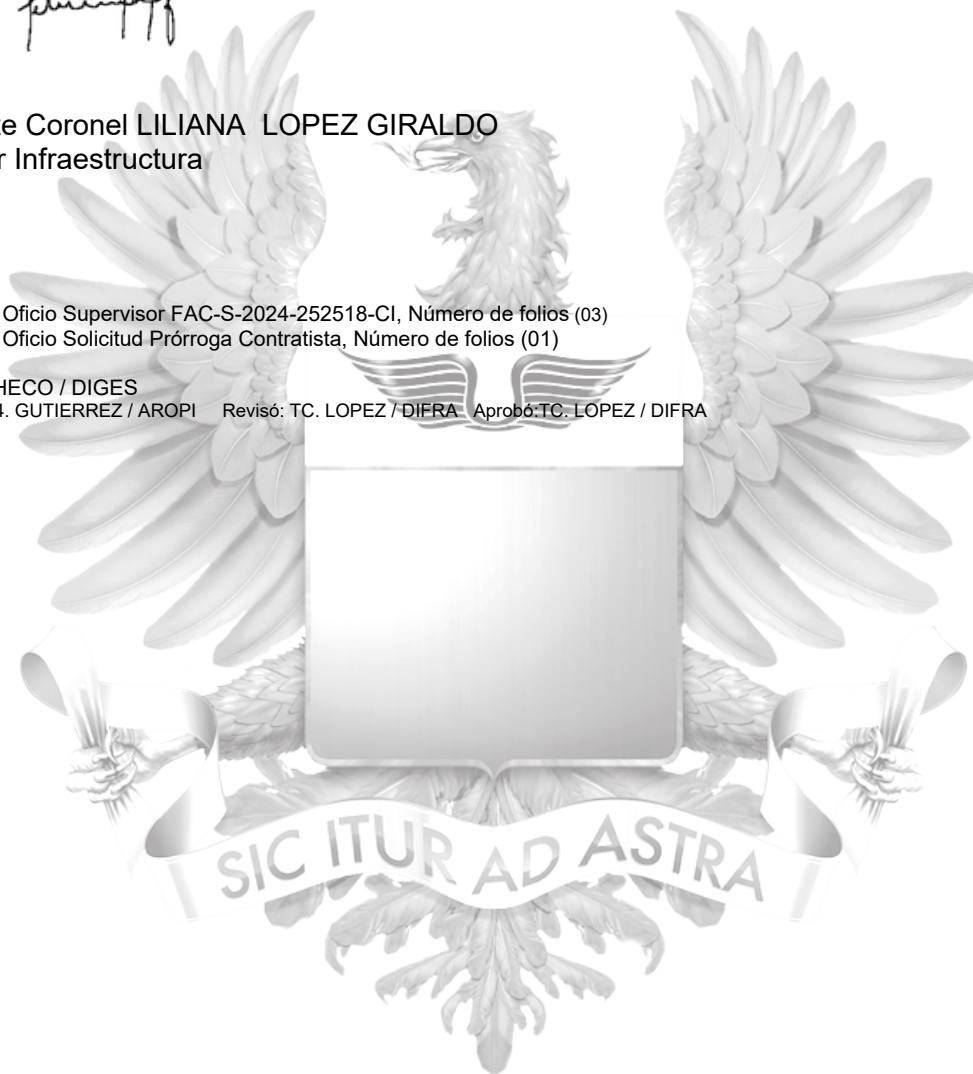 te Coronel LILIANA LOPEZ GIRALDO
r Infraestructura
Oficio Supervisor FAC-S-2024-252518-CI, Número de folios (03)
Oficio Solicitud Prórroga Contratista, Número de folios (01)
HECO / DIGES
4. GUTIERREZ / AROPI Revisó: TC. LOPEZ / DIFRA Aprobó:TC. LOPEZ / DIFRA
SIC ITUR AD ASTRA